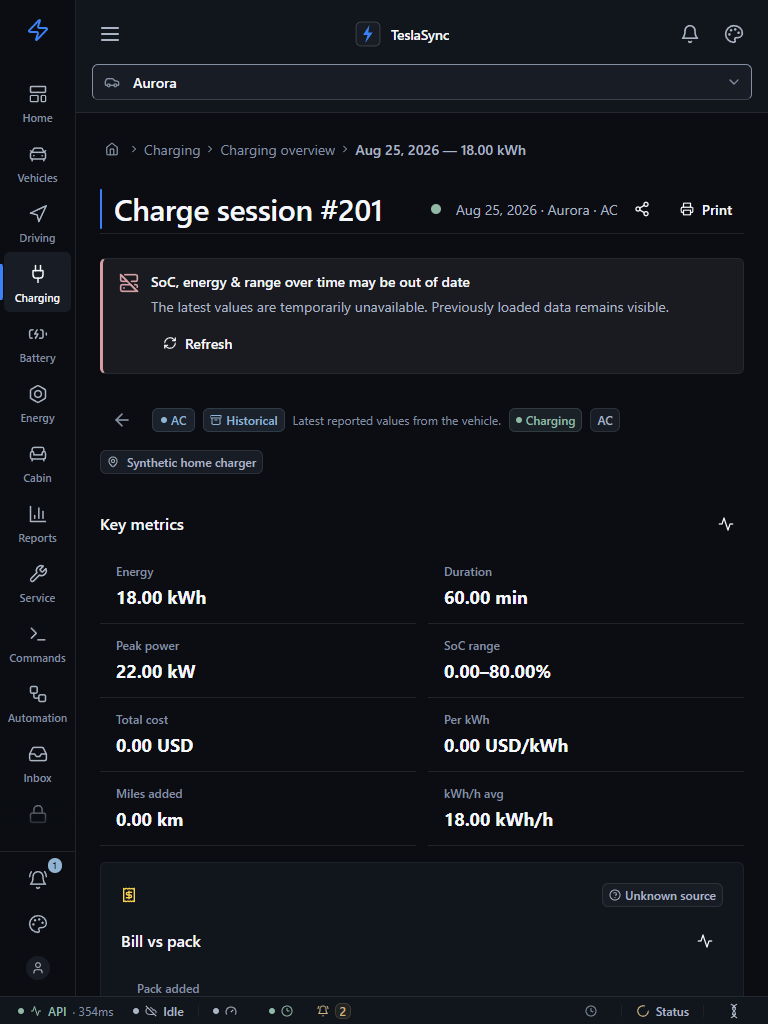 TeslaSync
Aurora
Home
Vehicles
Driving
Charging
Battery
Energy
Cabin
Reports
Service
Commands
Automation
Inbox
1
Charging
Charging overview
Aug 25, 2026 — 18.00 kWh
Charge session #201
Aug 25, 2026 · Aurora · AC
Print
SoC, energy & range over time may be out of date
The latest values are temporarily unavailable. Previously loaded data remains visible.
Refresh
AC
Historical
Latest reported values from the vehicle.
Charging
AC
Synthetic home charger
Key metrics
Energy
18.00 kWh
Duration
60.00 min
Peak power
22.00 kW
SoC range
0.00–80.00%
Total cost
0.00 USD
Per kWh
0.00 USD/kWh
Miles added
0.00 km
kWh/h avg
18.00 kWh/h
Unknown source
Bill vs pack
Pack added
API · 354ms
Idle
2
Status